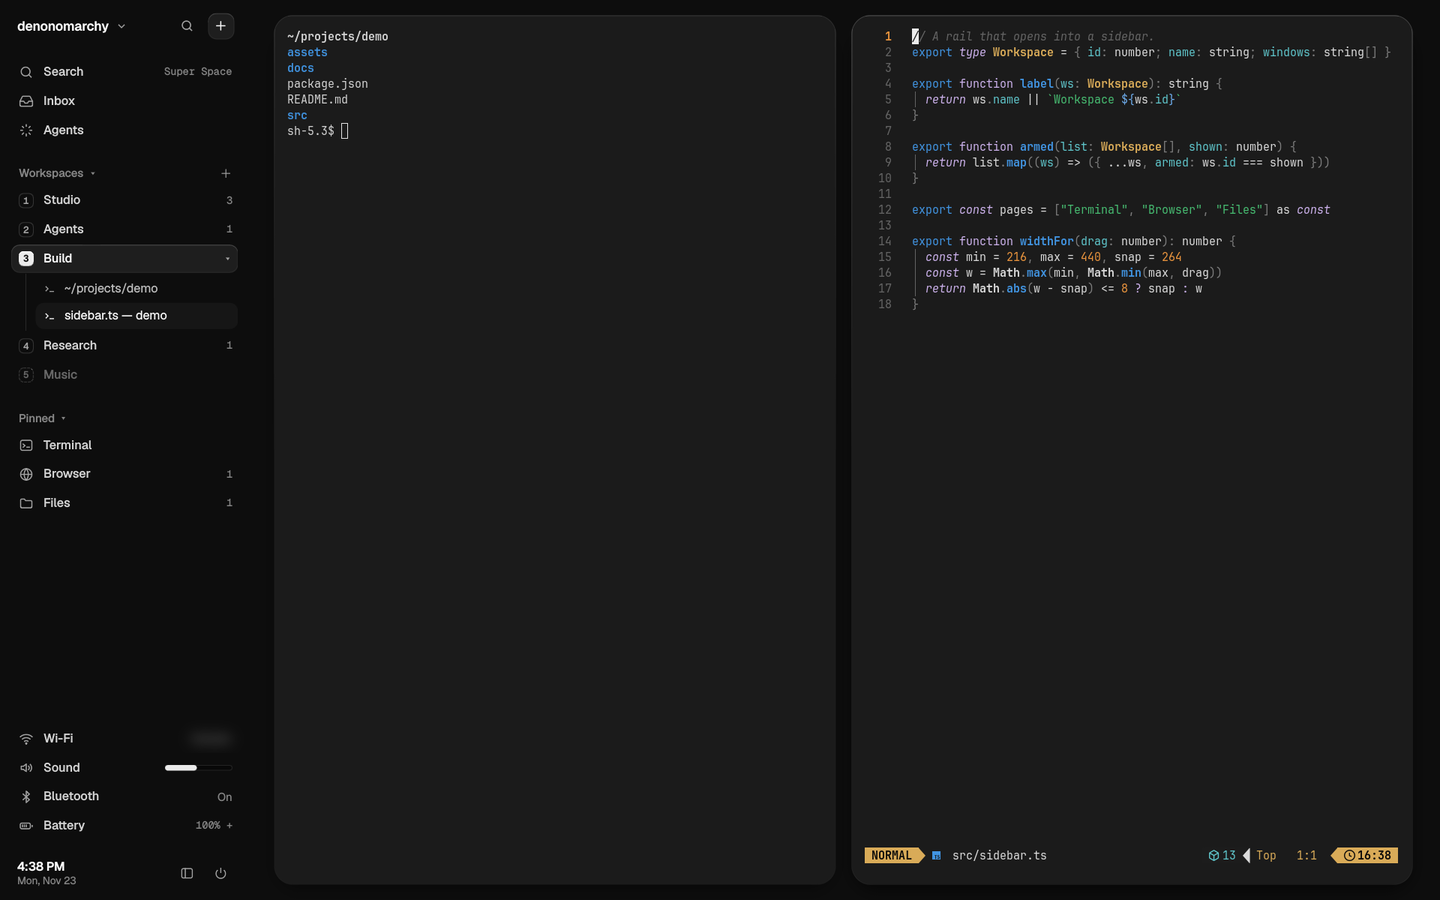 denonomarchy
Search Super Space
Inbox
Agents
Workspaces
1 Studio 3
2 Agents 1
3 Build
~/projects/demo
sidebar.ts — demo
4 Research 1
5 Music
Pinned
Terminal
Browser 1
Files 1
Wi-Fi
Sound
Bluetooth On
Battery 100% +
4:38 PM
Mon, Nov 23
~/projects/demo
assets
docs
package.json
README.md
src
sh-5.3$
1 // A rail that opens into a sidebar.
2 export type Workspace = { id: number; name: string; windows: string[] }
3
4 export function label(ws: Workspace): string {
5 return ws.name || `Workspace ${ws.id}`
6 }
7
8 export function armed(list: Workspace[], shown: number) {
9 return list.map((ws) => ({ ...ws, armed: ws.id === shown }))
10 }
11
12 export const pages = ["Terminal", "Browser", "Files"] as const
13
14 export function widthFor(drag: number): number {
15 const min = 216, max = 440, snap = 264
16 const w = Math.max(min, Math.min(max, drag))
17 return Math.abs(w - snap) <= 8 ? snap : w
18 }
NORMAL src/sidebar.ts 13 Top 1:1 16:38